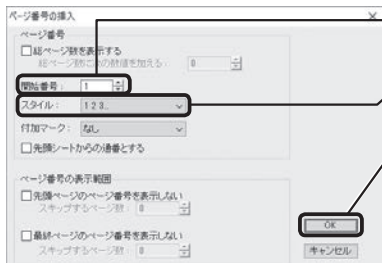 ページ番号の挿入
ページ番号
総ページ数を表示する
総ページ数に次の数値を加える： 0
開始番号： 1
スタイル： 1 2 3..
付加マーク： なし
先頭シートからの通番とする
ページ番号の表示範囲
先頭ページのページ番号を表示しない
スキップするページ数： 0
最終ページのページ番号を表示しない
スキップするページ数： 0
OK
キャンセル